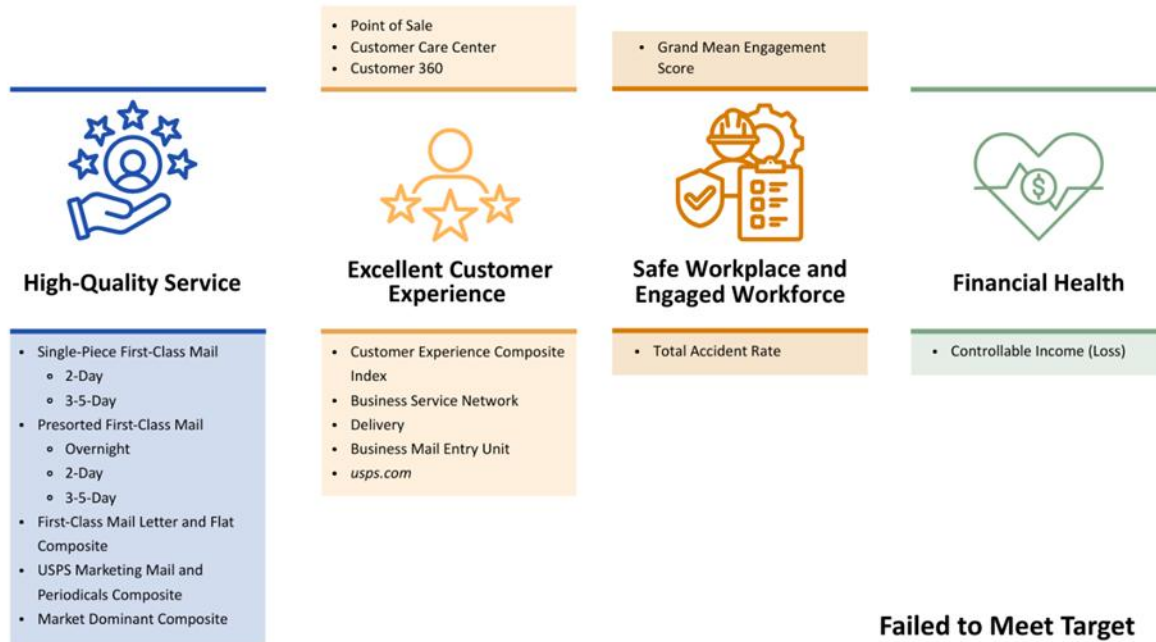 • Point of Sale
• Customer Care Center
• Customer 360
• Grand Mean Engagement
Score
High-Quality Service
Excellent Customer
Experience
Safe Workplace and
Engaged Workforce
Financial Health
• Single-Piece First-Class Mail
o 2-Day
o 3-5-Day
• Presorted First-Class Mail
o Overnight
o 2-Day
o 3-5-Day
• First-Class Mail Letter and Flat
Composite
• USPS Marketing Mail and
Periodicals Composite
• Market Dominant Composite
• Customer Experience Composite
Index
• Business Service Network
• Delivery
• Business Mail Entry Unit
• usps.com
• Total Accident Rate
• Controllable Income (Loss)
$
Failed to Meet Target